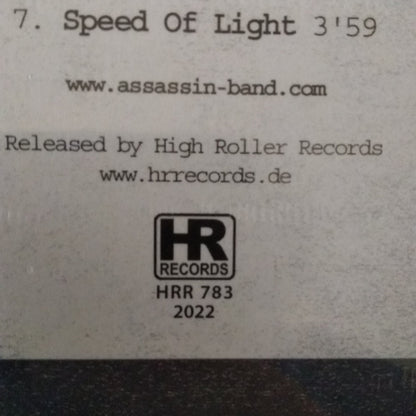 7. Speed Of Light 3'59
www.assassin-band.com
Released by High Roller Records
www.hrrecords.de
HR
RECORDS
HRR 783
2022